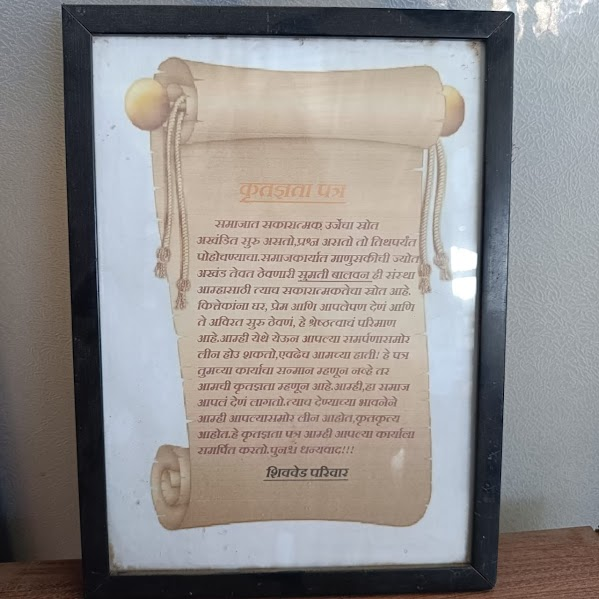 कृतज्ञता पत्र
समाजात सकारात्मक उर्जेचा स्रोत
अखंडित सुरु असतो,प्रश्न असतो तो तिथपर्यंत
पोहोचण्याचा.समाजकार्यात माणुसकीची ज्योत
अखंड तेवत ठेवणारी सुमती बालवन ही संस्था
आम्हासाठी त्याच सकारात्मकतेचा स्रोत आहे.
कित्तेकांना घर, प्रेम आणि आपलेपण देणं आणि
ते अविरत सुरु ठेवणं, हे श्रेष्ठत्वाचं परिमाण
आहे.आम्ही येथे येऊन आपल्या समर्पणासमोर
लीन होउ शकतो,एवढेच आमच्या हाती! हे पत्र
तुमच्या कार्याचा सन्मान म्हणून नव्हे तर
आमची कृतज्ञता म्हणून आहे.आम्ही,हा समाज
आपलं देणं लागतो.त्याच देण्याच्या भावनेने
आम्ही आपल्यासमोर लीन आहोत,कृतकृत्य
आहोत.हे कृतज्ञता पत्र आम्ही आपल्या कार्याला
समर्पित करतो.पुनश्चः धन्यवाद!!!
शिववेड परिवार